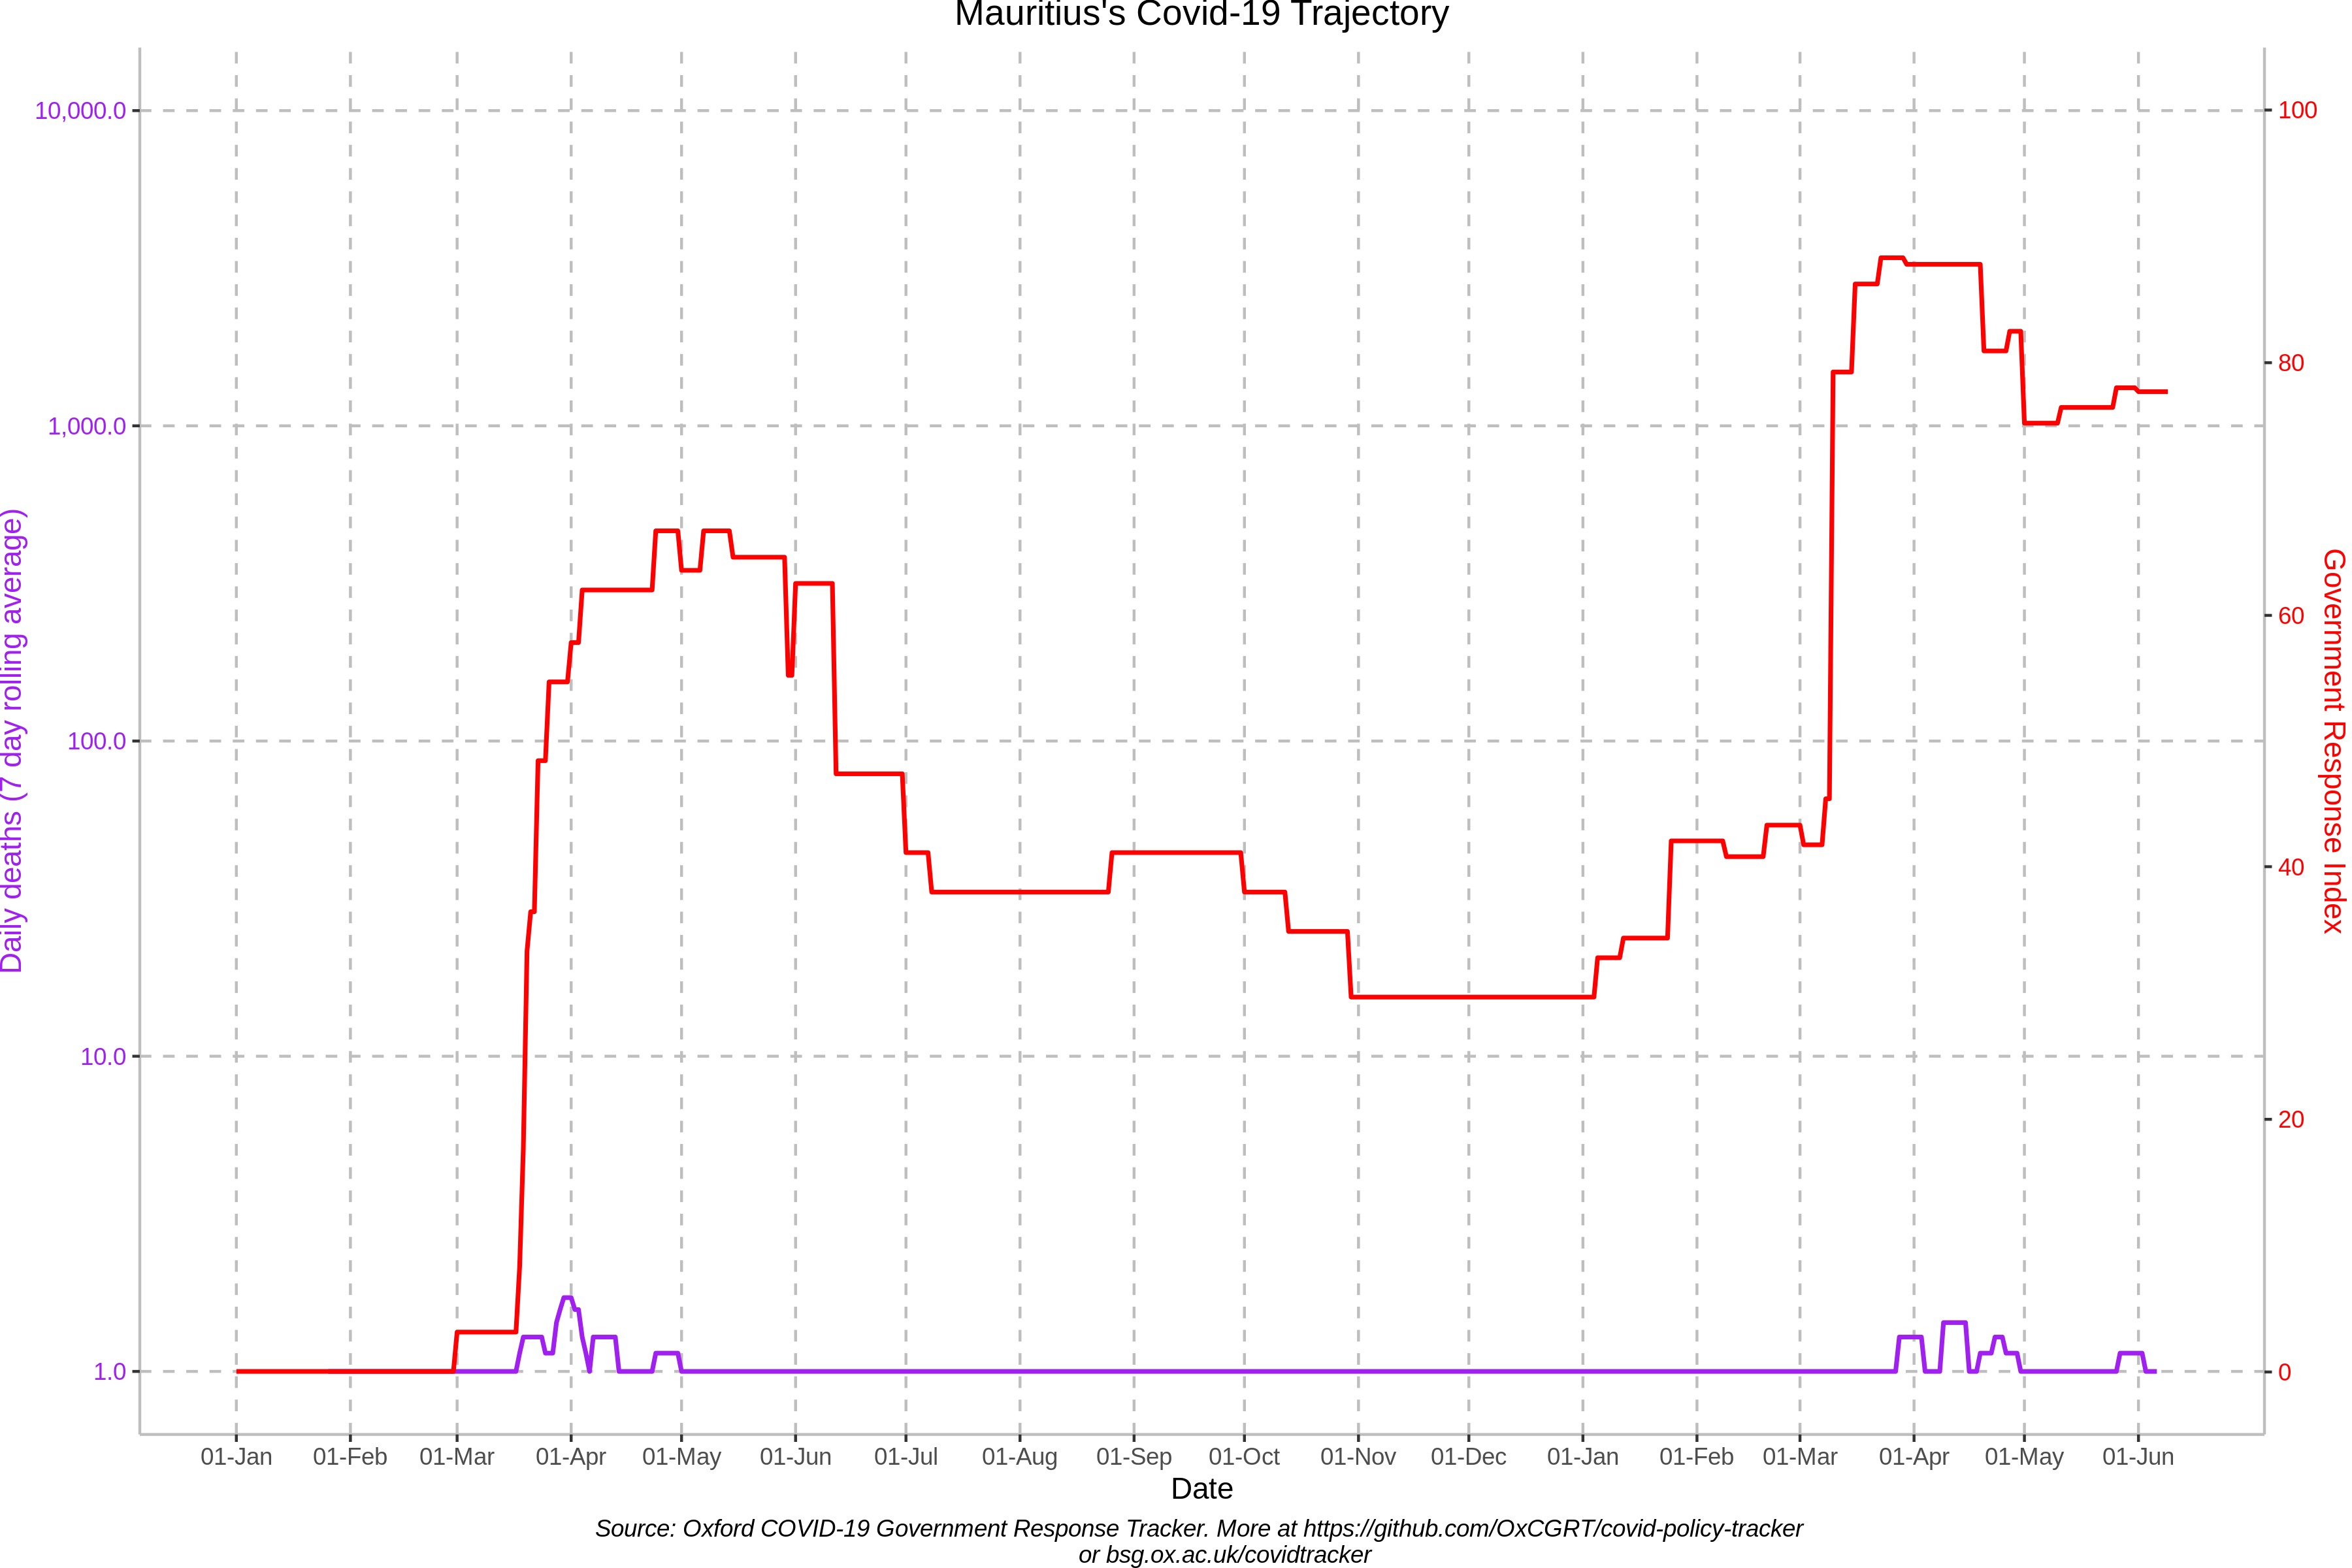 Mauritius's Covid-19 Trajectory
10,000.0
1,000.0
100.0
10.0
1.0
Daily deaths (7 day rolling average)
100
80
60
40
20
0
Government Response Index
01-Jan 01-Feb 01-Mar 01-Apr 01-May 01-Jun 01-Jul 01-Aug 01-Sep 01-Oct 01-Nov 01-Dec 01-Jan 01-Feb 01-Mar 01-Apr 01-May 01-Jun
Date
Source: Oxford COVID-19 Government Response Tracker. More at https://github.com/OxCGRT/covid-policy-tracker
or bsg.ox.ac.uk/covidtracker